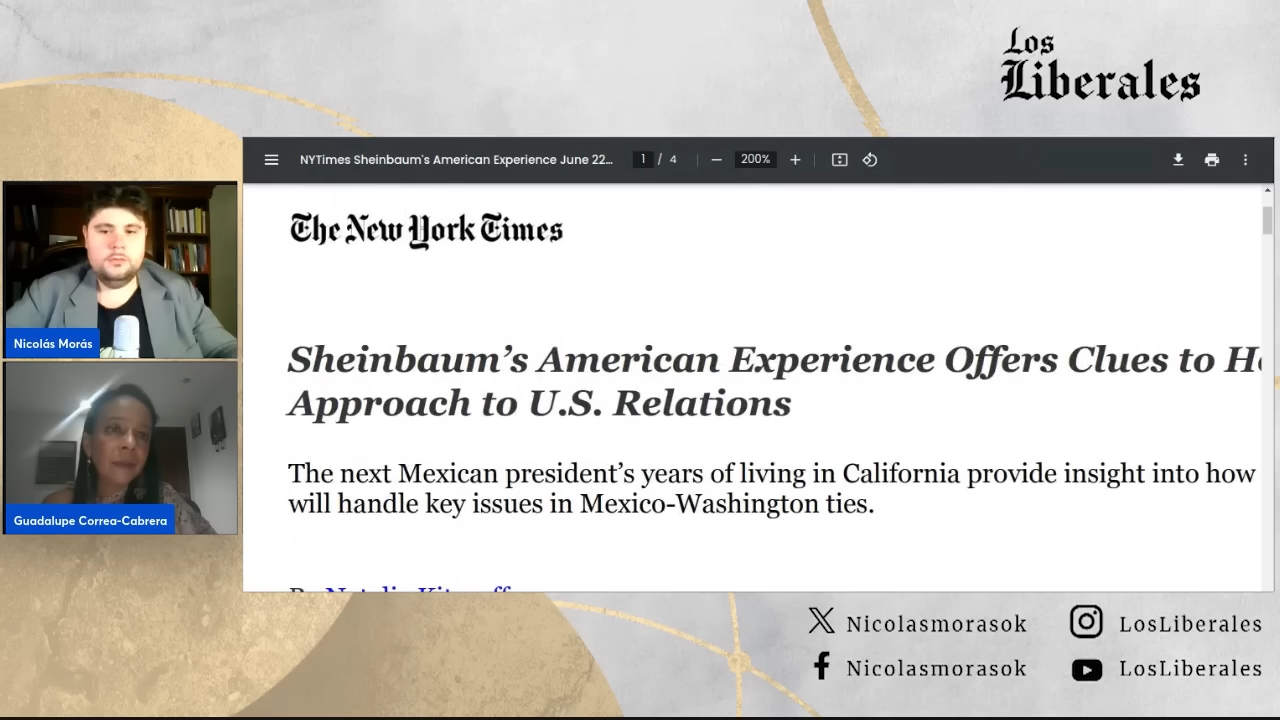 Los
Liberales
NYTimes Sheinbaum's American Experience June 22...
1 / 4
200%
The New York Times
Sheinbaum's American Experience Offers Clues to
Approach to U.S. Relations
The next Mexican president's years of living in California provide insight into how
will handle key issues in Mexico-Washington ties.
Nicolás Morás
Guadalupe Correa-Cabrera
Nicolasmorasok
LosLiberales
Nicolasmorasok
LosLiberales